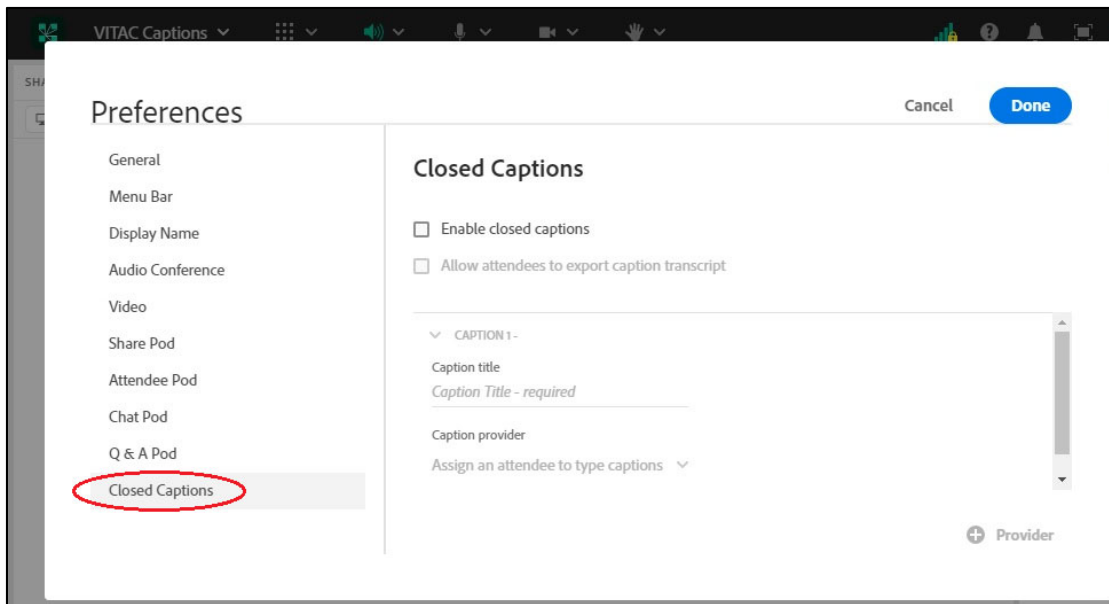 VITAC Captions
SHA
Preferences
Cancel
Done
General
Menu Bar
Display Name
Audio Conference
Video
Share Pod
Attendee Pod
Chat Pod
Q & A Pod
Closed Captions
Closed Captions
Enable closed captions
Allow attendees to export caption transcript
CAPTION 1 -
Caption title
Caption Title - required
Caption provider
Assign an attendee to type captions
Provider